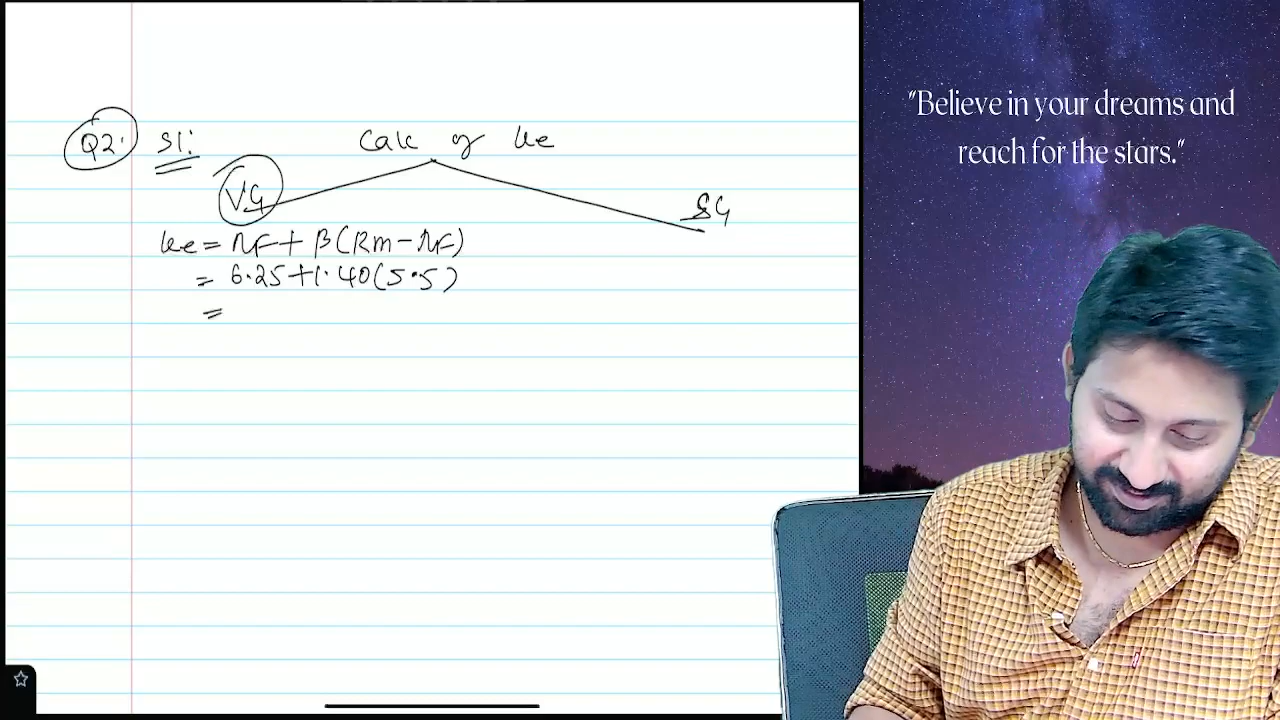 Q2. S1:
Calc of Ke
VG
SG
Ke = rF + β(Rm - rF)
= 6.25 + 1.40(5.5)
=
"Believe in your dreams and
reach for the stars."